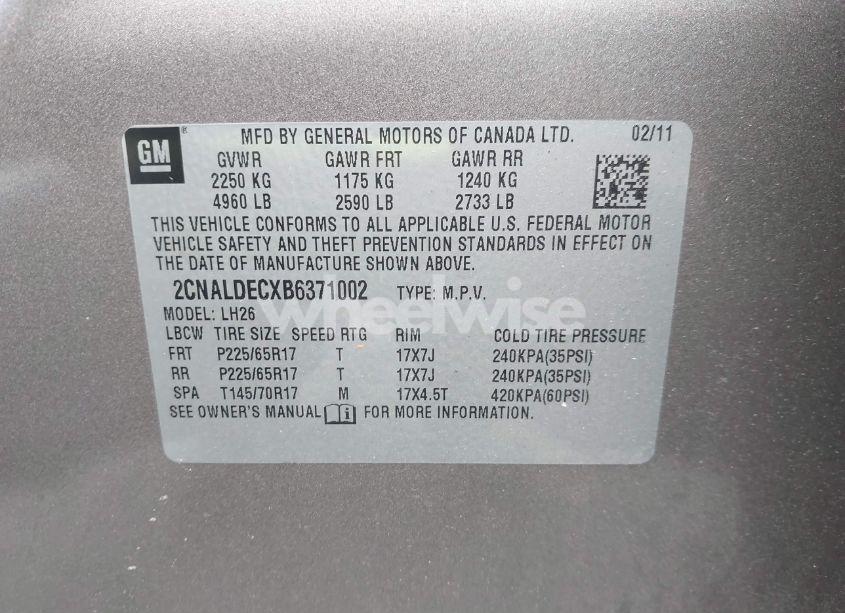 GM ® MFD BY GENERAL MOTORS OF CANADA LTD. 02/11
GVWR GAWR FRT GAWR RR
2250 KG 1175 KG 1240 KG
4960 LB 2590 LB 2733 LB
THIS VEHICLE CONFORMS TO ALL APPLICABLE U.S. FEDERAL MOTOR
VEHICLE SAFETY AND THEFT PREVENTION STANDARDS IN EFFECT ON
THE DATE OF MANUFACTURE SHOWN ABOVE.
2CNALDECXB6371002 TYPE: M.P.V.
wheelwise
MODEL: LH26
LBCW TIRE SIZE SPEED RTG RIM COLD TIRE PRESSURE
FRT P225/65R17 T 17X7J 240KPA(35PSI)
RR P225/65R17 T 17X7J 240KPA(35PSI)
SPA T145/70R17 M 17X4.5T 420KPA(60PSI)
SEE OWNER'S MANUAL FOR MORE INFORMATION.